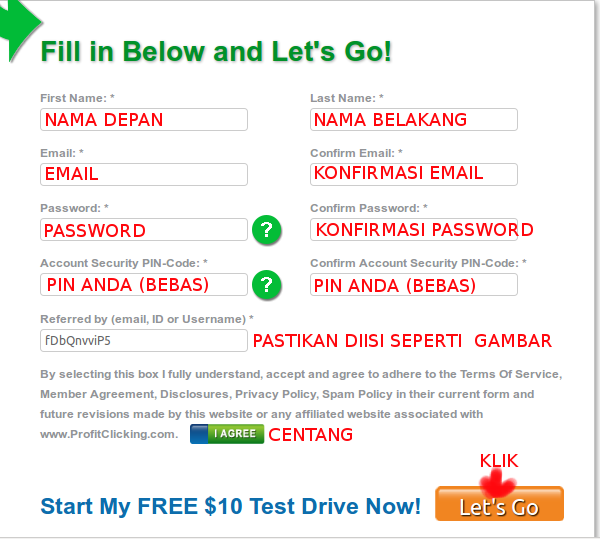 Fill in Below and Let's Go!
First Name: * Last Name: *
NAMA DEPAN NAMA BELAKANG
Email: * Confirm Email: *
EMAIL KONFIRMASI EMAIL
Password: * Confirm Password: *
PASSWORD ? KONFIRMASI PASSWORD
Account Security PIN-Code: * Confirm Account Security PIN-Code: *
PIN ANDA (BEBAS) ? PIN ANDA (BEBAS)
Referred by (email, ID or Username) *
fDbQnvviP5 PASTIKAN DIISI SEPERTI GAMBAR
By selecting this box I fully understand, accept and agree to adhere to the Terms Of Service,
Member Agreement, Disclosures, Privacy Policy, Spam Policy in their current form and
future revisions made by this website or any affiliated website associated with
www.ProfitClicking.com. I AGREE CENTANG
KLIK
Start My FREE $10 Test Drive Now! Let's Go